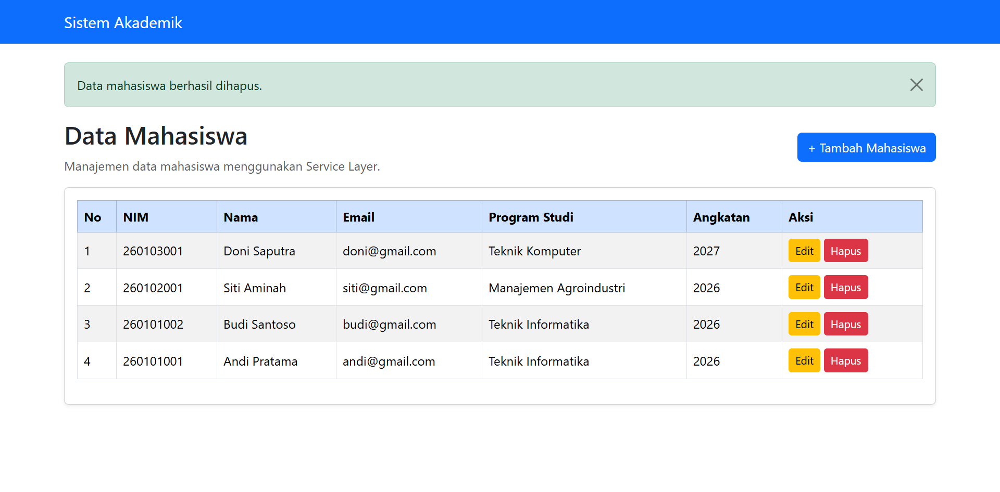 Sistem Akademik
Data mahasiswa berhasil dihapus.
Data Mahasiswa
+ Tambah Mahasiswa
Manajemen data mahasiswa menggunakan Service Layer.
No NIM Nama Email Program Studi Angkatan Aksi
1 260103001 Doni Saputra doni@gmail.com Teknik Komputer 2027 Edit Hapus
2 260102001 Siti Aminah siti@gmail.com Manajemen Agroindustri 2026 Edit Hapus
3 260101002 Budi Santoso budi@gmail.com Teknik Informatika 2026 Edit Hapus
4 260101001 Andi Pratama andi@gmail.com Teknik Informatika 2026 Edit Hapus